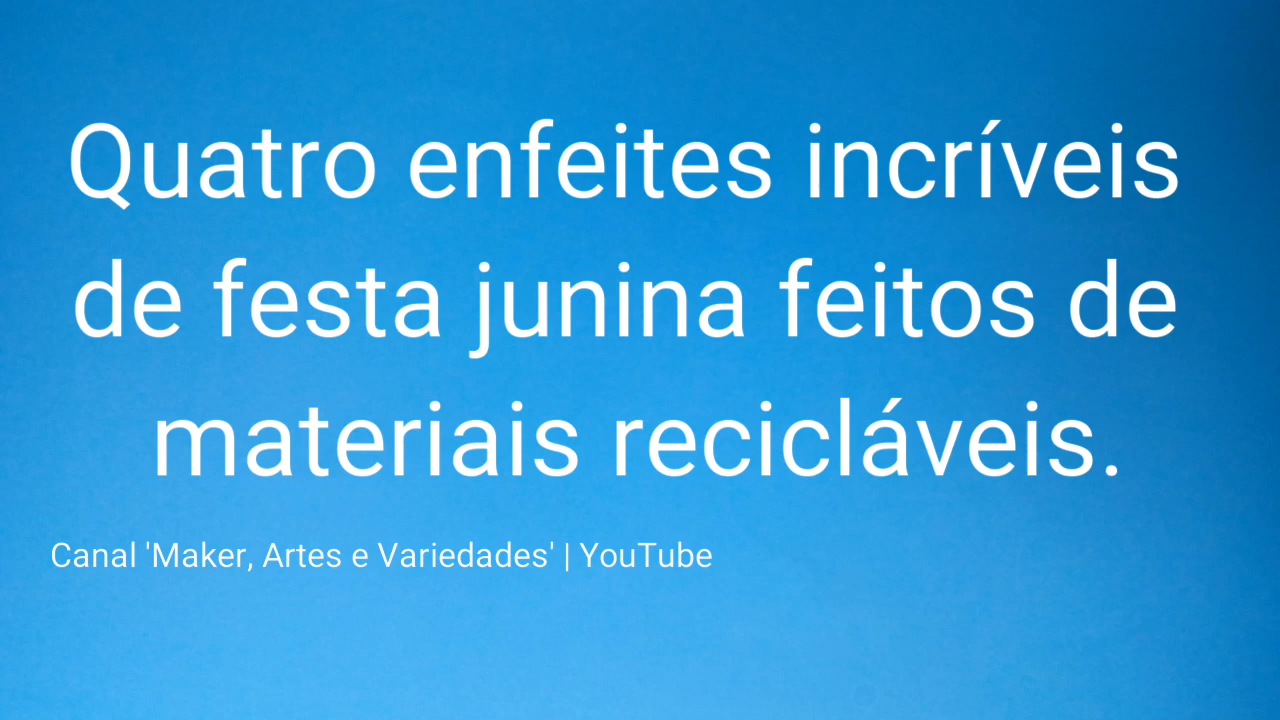 Quatro enfeites incríveis
de festa junina feitos de
materiais recicláveis.
Canal 'Maker, Artes e Variedades' | YouTube